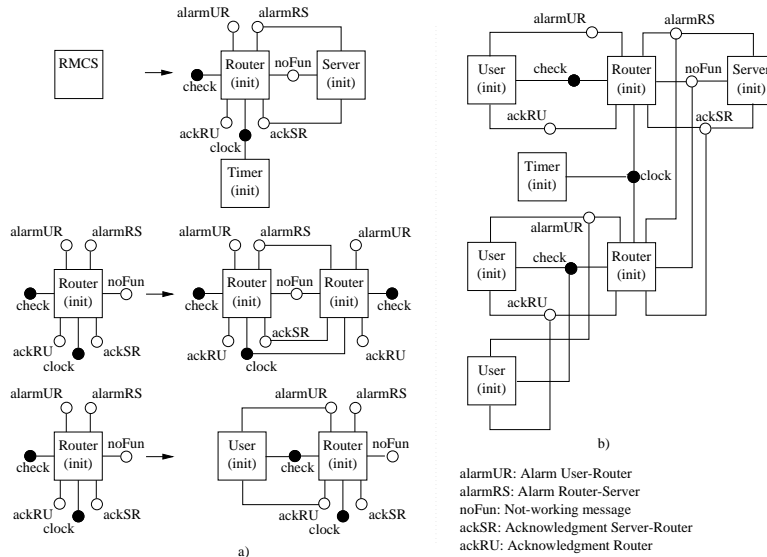 alarmUR alarmRS
RMCS
Router
(init)
noFun
Server
(init)
check
ackRU
clock
ackSR
Timer
(init)
alarmUR alarmRS
Router
(init)
noFun
check
ackRU
clock
ackSR
alarmUR alarmRS alarmUR
Router
(init)
noFun
Router
(init)
check
check
ackSR
clock
ackRU
alarmUR alarmRS
Router
(init)
noFun
check
ackRU
clock
ackSR
alarmUR alarmRS
User
(init)
check
Router
(init)
noFun
ackRU
clock
ackSR
a)
alarmUR
alarmRS
User
(init)
check
Router
(init)
noFun
Server
(init)
ackRU
ackSR
Timer
(init)
clock
alarmUR
User
(init)
check
Router
(init)
ackRU
User
(init)
b)
alarmUR: Alarm User-Router
alarmRS: Alarm Router-Server
noFun: Not-working message
ackSR: Acknowledgment Server-Router
ackRU: Acknowledgment Router